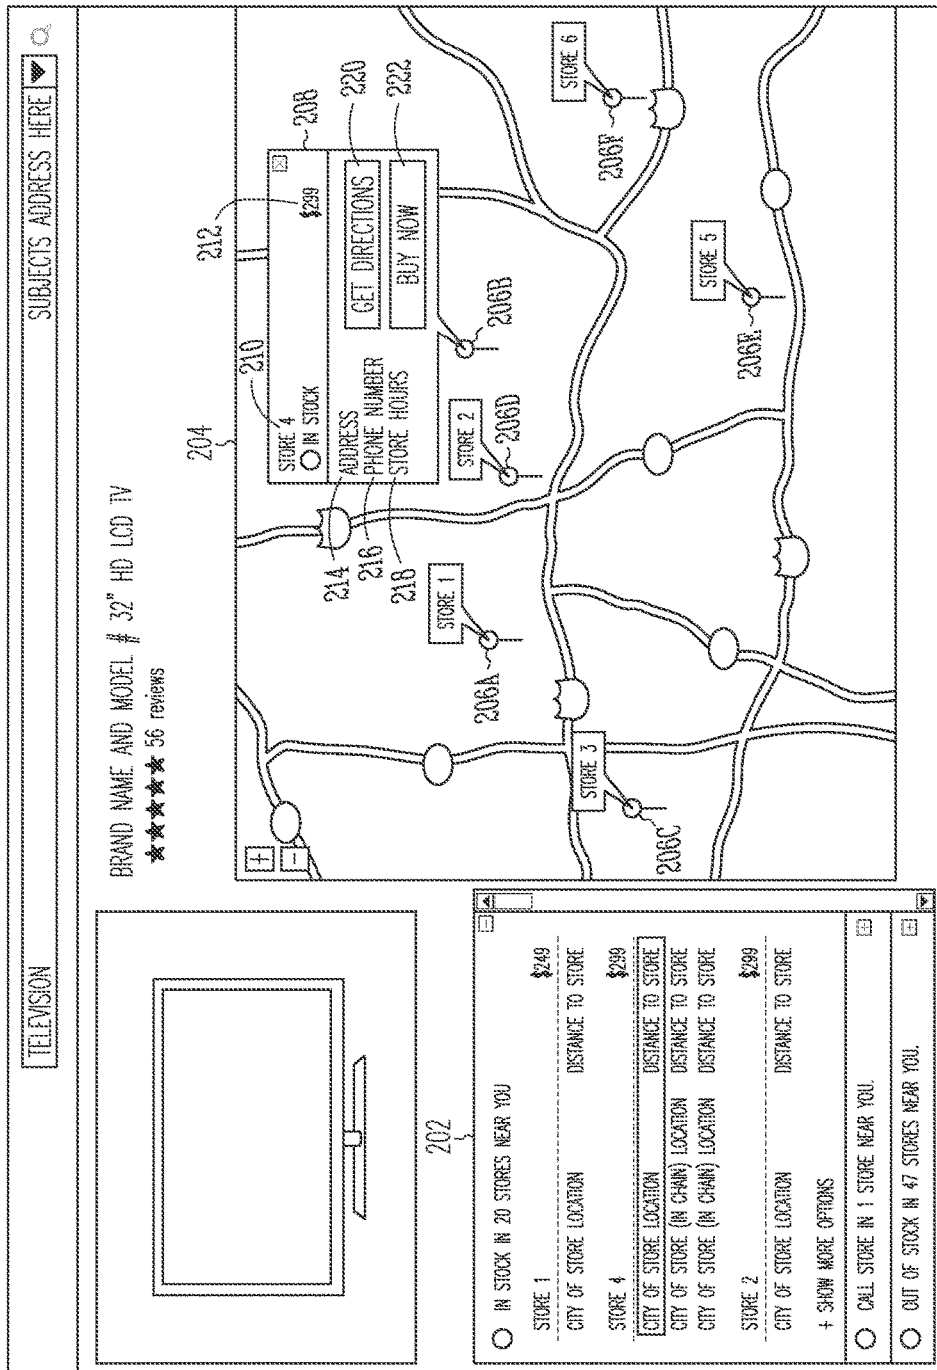 TELEVISION
SUBJECTS ADDRESS HERE
BRAND NAME AND MODEL # 32" HD LCD TV
★★★★★ 56 reviews
202
IN STOCK IN 20 STORES NEAR YOU
STORE 1 $249
CITY OF STORE LOCATION DISTANCE TO STORE
STORE 4 $299
CITY OF STORE LOCATION DISTANCE TO STORE
CITY OF STORE (IN CHAIN) LOCATION DISTANCE TO STORE
CITY OF STORE (IN CHAIN) LOCATION DISTANCE TO STORE
STORE 2 $299
CITY OF STORE LOCATION DISTANCE TO STORE
+ SHOW MORE OPTIONS
CALL STORE IN 1 STORE NEAR YOU.
OUT OF STOCK IN 47 STORES NEAR YOU.
204
210
212
208
STORE 4
IN STOCK $299
214
ADDRESS
216
PHONE NUMBER
218
STORE HOURS
GET DIRECTIONS
220
BUY NOW
222
+
-
STORE 1
206A
STORE 2
206D
206B
STORE 3
206C
STORE 5
206E
STORE 6
206F